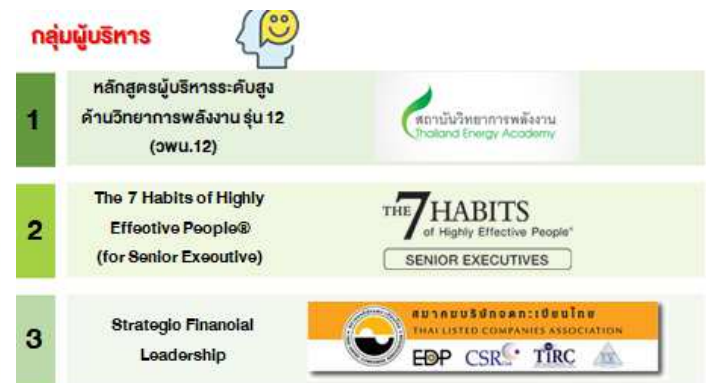 กลุ่มผู้บริหาร
1
หลักสูตรผู้บริหารระดับสูง
ด้านวิทยาการพลังงาน รุ่น 12
(วพน.12)
สถาบันวิทยาการพลังงาน
Thailand Energy Academy
2
The 7 Habits of Highly
Effective People®
(for Senior Executive)
THE 7 HABITS
of Highly Effective People®
SENIOR EXECUTIVES
3
Strategic Financial
Leadership
สมาคมบริษัทจดทะเบียนไทย
THAI LISTED COMPANIES ASSOCIATION
EDP CSR TIRC